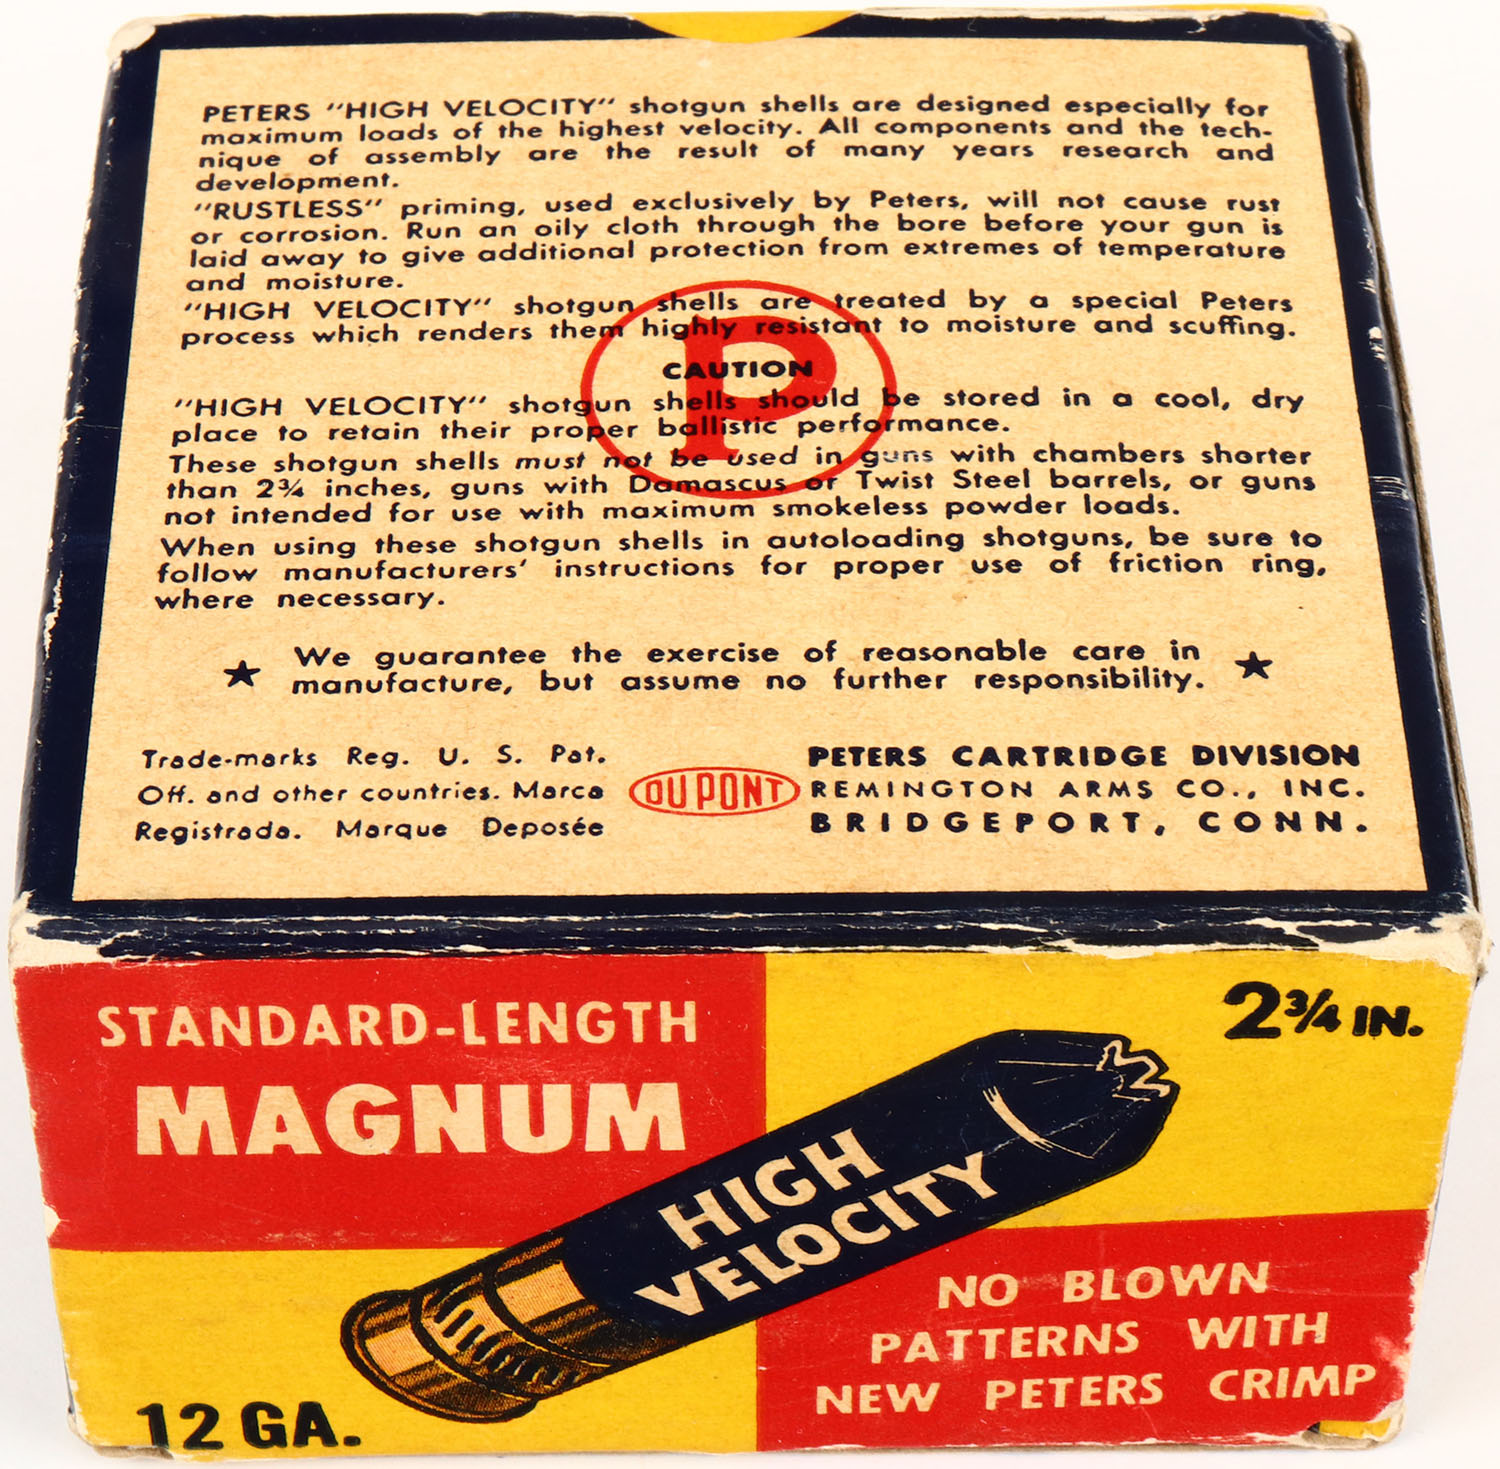 PETERS "HIGH VELOCITY" shotgun shells are designed especially for
maximum loads of the highest velocity. All components and the tech-
nique of assembly are the result of many years research and
development.
"RUSTLESS" priming, used exclusively by Peters, will not cause rust
or corrosion. Run an oily cloth through the bore before your gun is
laid away to give additional protection from extremes of temperature
and moisture.
"HIGH VELOCITY" shotgun shells are treated by a special Peters
process which renders them highly resistant to moisture and scuffing.
P
CAUTION
"HIGH VELOCITY" shotgun shells should be stored in a cool, dry
place to retain their proper ballistic performance.
These shotgun shells must not be used in guns with chambers shorter
than 2¾ inches, guns with Damascus or Twist Steel barrels, or guns
not intended for use with maximum smokeless powder loads.
When using these shotgun shells in autoloading shotguns, be sure to
follow manufacturers' instructions for proper use of friction ring,
where necessary.
★ We guarantee the exercise of reasonable care in ★
manufacture, but assume no further responsibility.
Trade-marks Reg. U. S. Pat.
Off. and other countries. Marca
Registrada. Marque Deposée
DU PONT
PETERS CARTRIDGE DIVISION
REMINGTON ARMS CO., INC.
BRIDGEPORT, CONN.
STANDARD-LENGTH
MAGNUM
2¾ IN.
HIGH
VELOCITY
12 GA.
NO BLOWN
PATTERNS WITH
NEW PETERS CRIMP